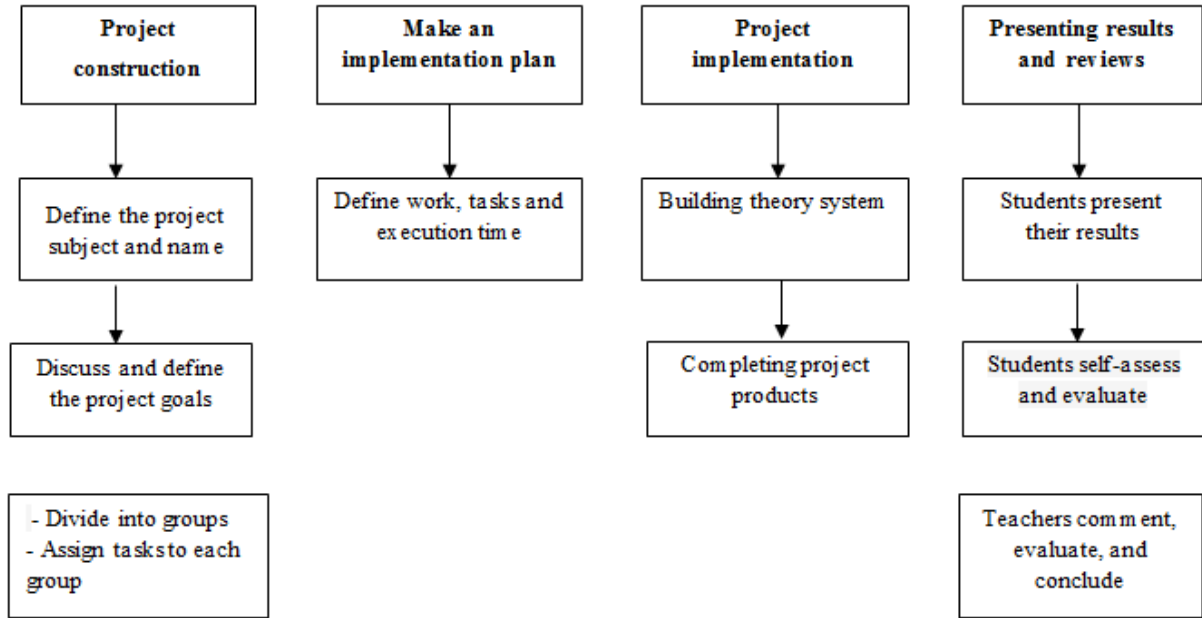 Project
construction
Define the project
subject and name
Discuss and define
the project goals
- Divide into groups
- Assign tasks to each
group
Make an
implementation plan
Define work, tasks and
execution time
Project
implementation
Building theory system
Completing project
products
Presenting results
and reviews
Students present
their results
Students self-assess
and evaluate
Teachers comment,
evaluate, and
conclude